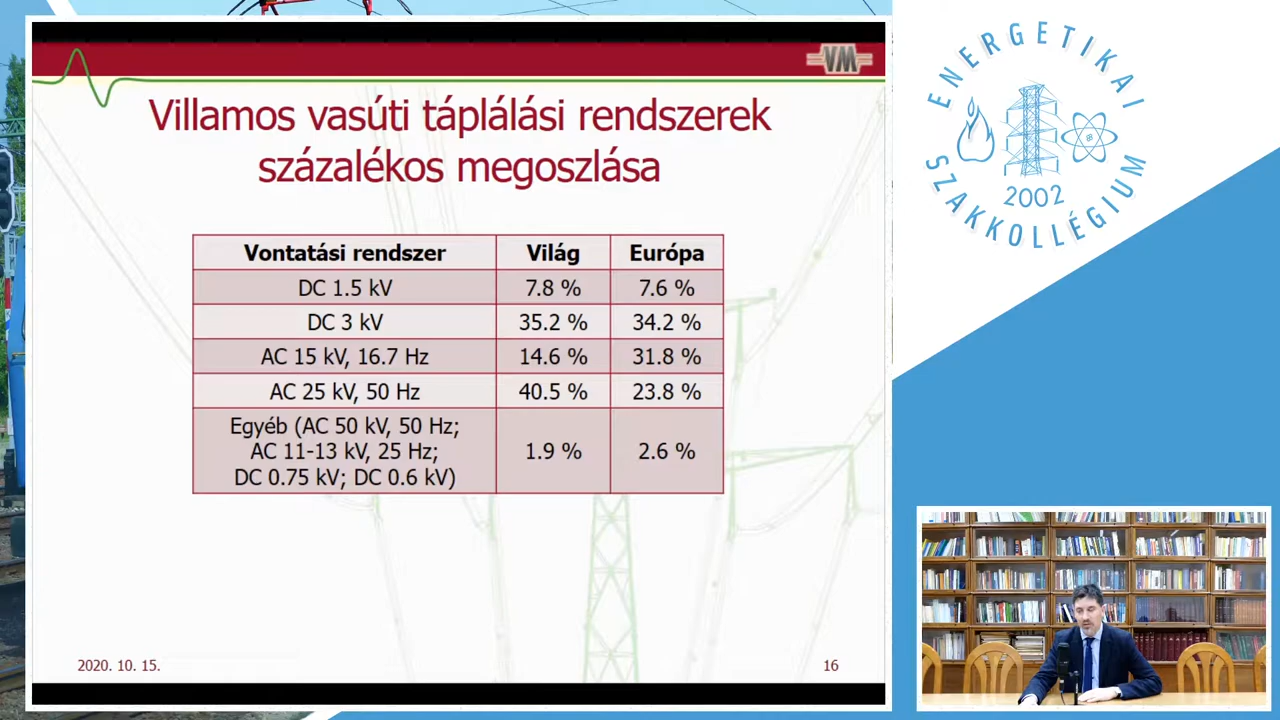 VM
Villamos vasúti táplálási rendszerek
százalékos megoszlása
Vontatási rendszer Világ Európa
DC 1.5 kV 7.8 % 7.6 %
DC 3 kV 35.2 % 34.2 %
AC 15 kV, 16.7 Hz 14.6 % 31.8 %
AC 25 kV, 50 Hz 40.5 % 23.8 %
Egyéb (AC 50 kV, 50 Hz;
AC 11-13 kV, 25 Hz; 1.9 % 2.6 %
DC 0.75 kV; DC 0.6 kV)
2020. 10. 15. 16
ENERGETIKAI
SZAKKOLLÉGIUM
2002